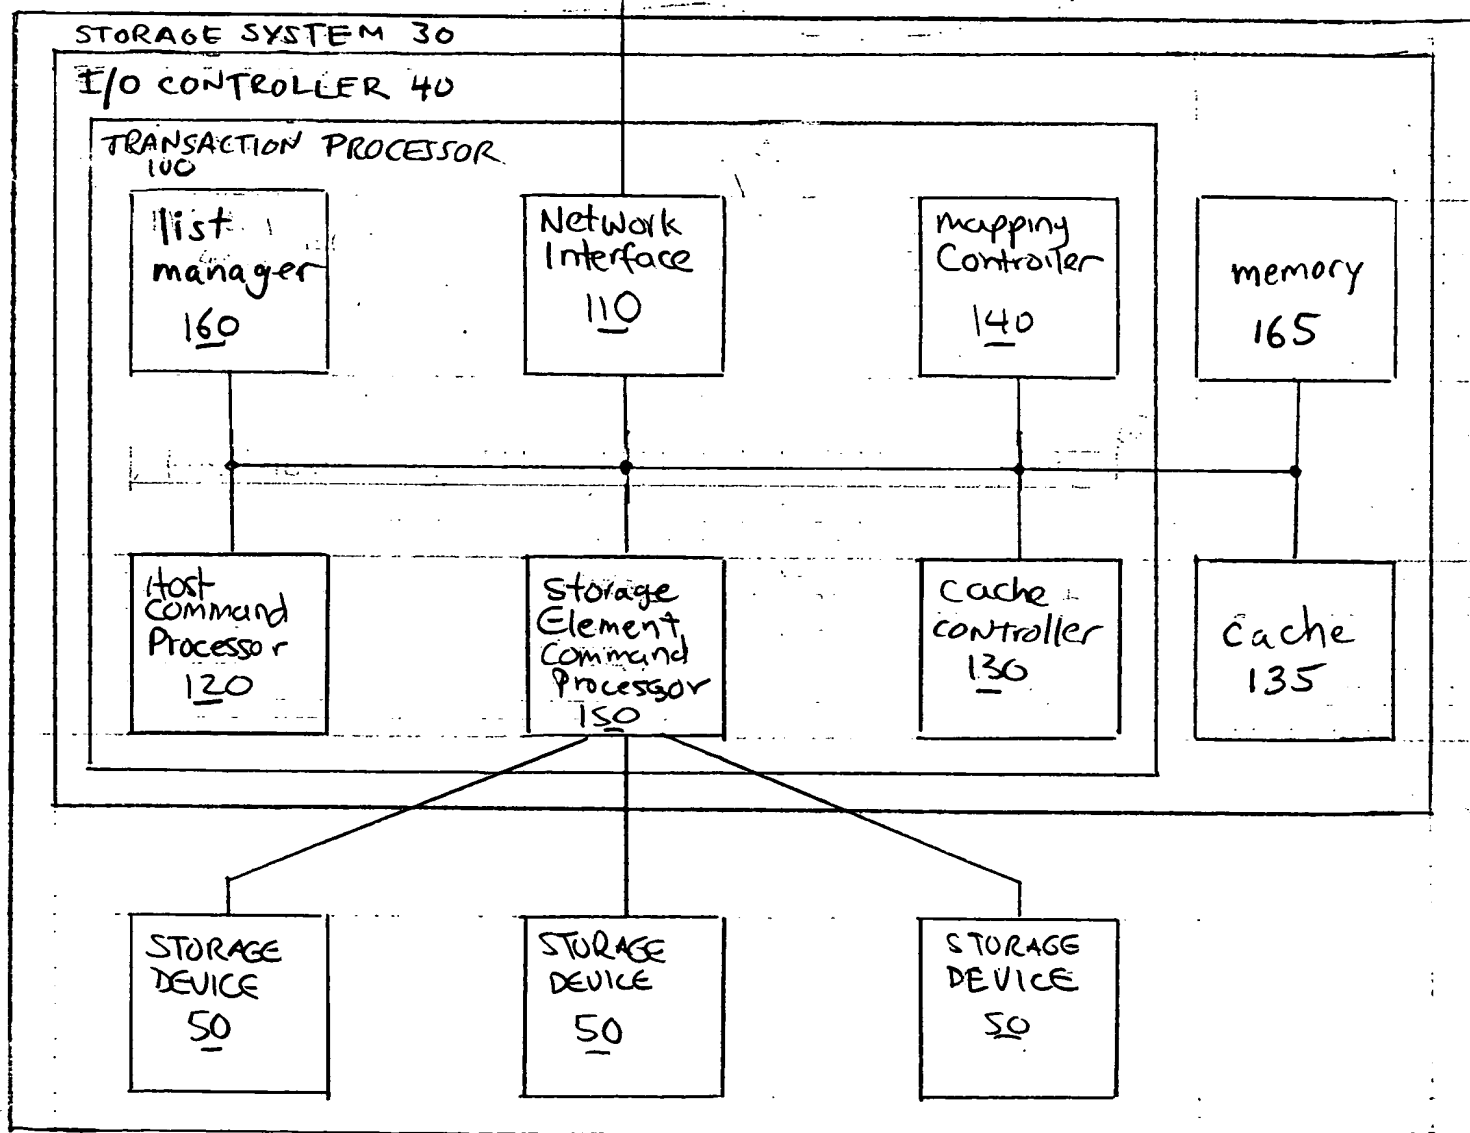 STORAGE SYSTEM 30
I/O CONTROLLER 40
TRANSACTION PROCESSOR
100
list
manager
160
Network
Interface
110
mapping
Controller
140
memory
165
Host
Command
Processor
120
Storage
Element
Command
Processor
150
Cache
controller
130
Cache
135
STORAGE
DEVICE
50
STORAGE
DEVICE
50
STORAGE
DEVICE
50